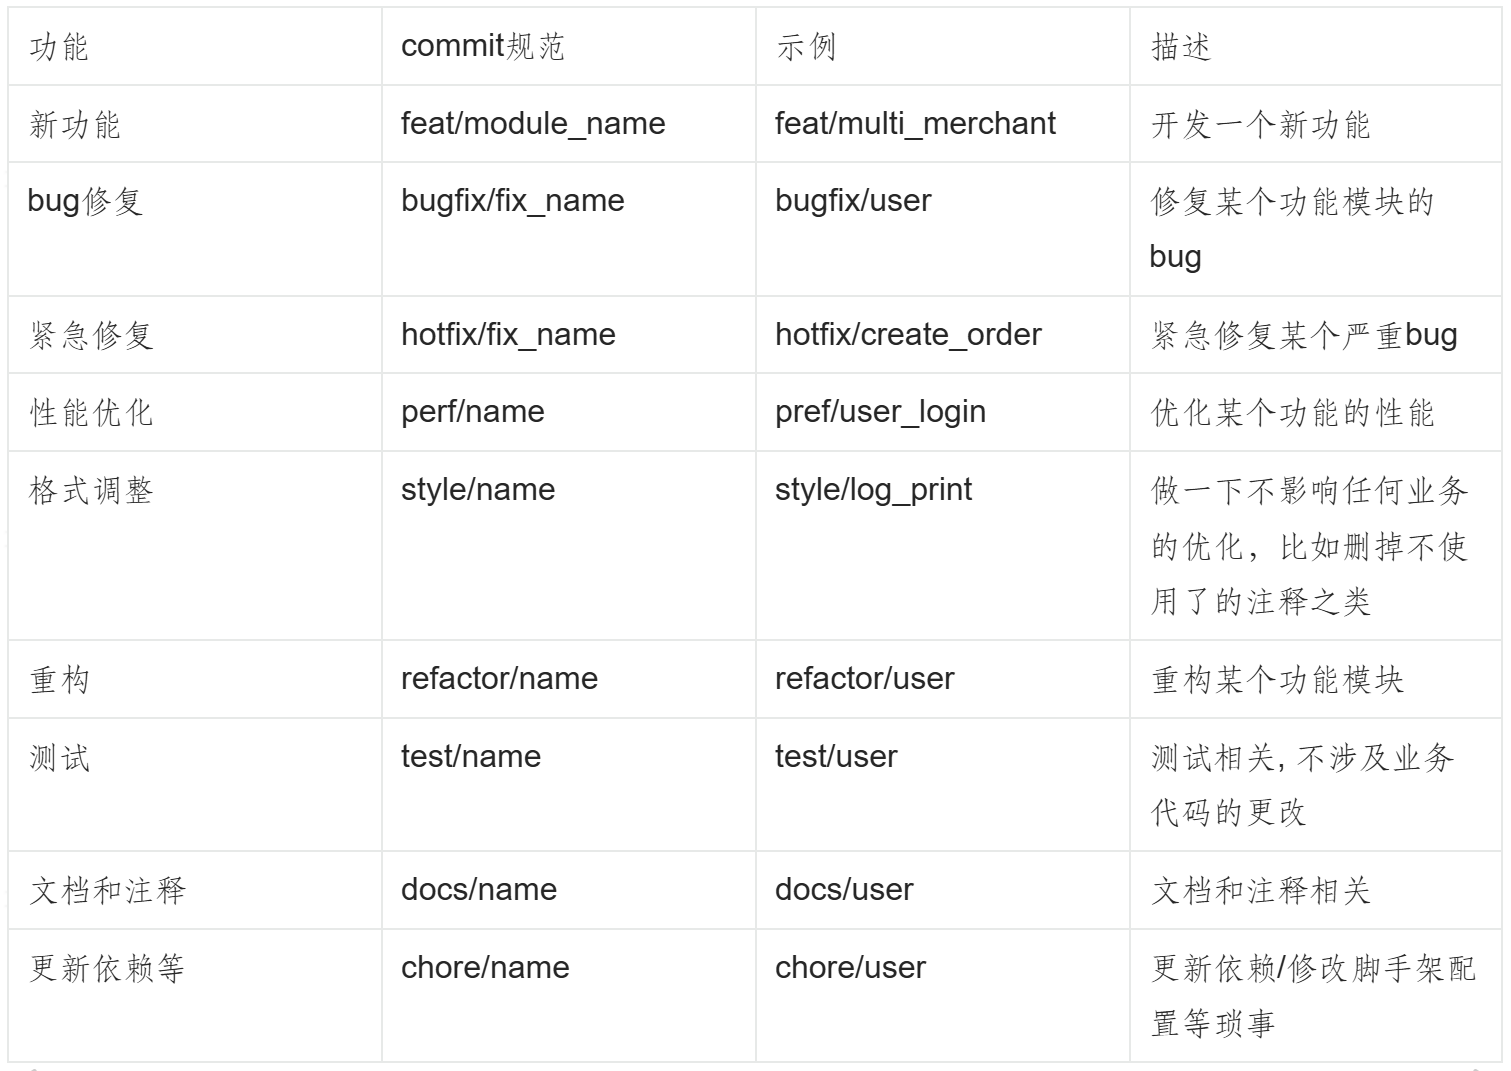 功能 commit规范 示例 描述
新功能 feat/module_name feat/multi_merchant 开发一个新功能
bug修复 bugfix/fix_name bugfix/user 修复某个功能模块的
bug
紧急修复 hotfix/fix_name hotfix/create_order 紧急修复某个严重bug
性能优化 perf/name pref/user_login 优化某个功能的性能
格式调整 style/name style/log_print 做一下不影响任何业务
的优化，比如删掉不使
用了的注释之类
重构 refactor/name refactor/user 重构某个功能模块
测试 test/name test/user 测试相关, 不涉及业务
代码的更改
文档和注释 docs/name docs/user 文档和注释相关
更新依赖等 chore/name chore/user 更新依赖/修改脚手架配
置等琐事